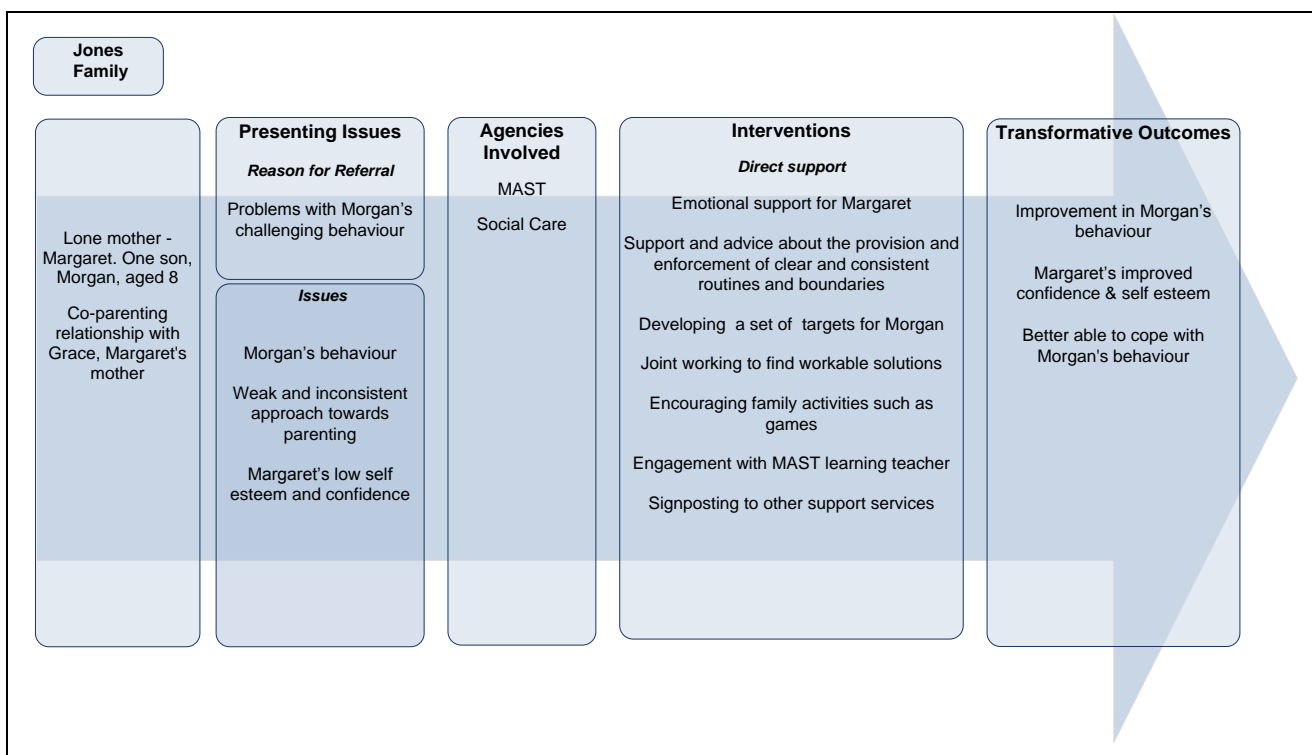 Jones
Family
Lone mother -
Margaret. One son,
Morgan, aged 8
Co-parenting
relationship with
Grace, Margaret's
mother
Presenting Issues
Reason for Referral
Problems with Morgan’s
challenging behaviour
Issues
Morgan’s behaviour
Weak and inconsistent
approach towards
parenting
Margaret’s low self
esteem and confidence
Agencies
Involved
MAST
Social Care
Interventions
Direct support
Emotional support for Margaret
Support and advice about the provision and
enforcement of clear and consistent
routines and boundaries
Developing a set of targets for Morgan
Joint working to find workable solutions
Encouraging family activities such as
games
Engagement with MAST learning teacher
Signposting to other support services
Transformative Outcomes
Improvement in Morgan’s
behaviour
Margaret’s improved
confidence & self esteem
Better able to cope with
Morgan's behaviour